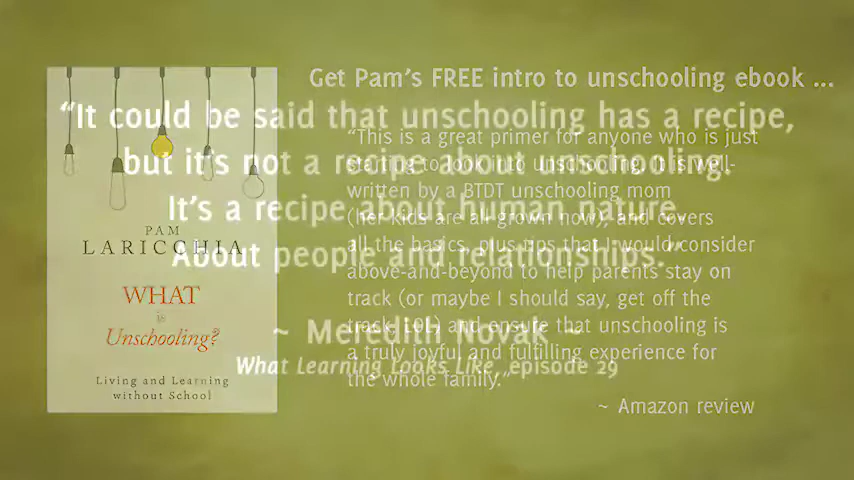 Get Pam's FREE intro to unschooling ebook ...
"It could be said that unschooling has a recipe,
but it's not a recipe about unschooling.
It's a recipe about human nature.
About people and relationships."
~ Meredith Novak ~
What Learning Looks Like, episode 29
"This is a great primer for anyone who is just
starting to look into unschooling. It is well-
written by a BTDT unschooling mom
(her kids are all grown now), and covers
all the basics, plus tips that I would consider
above-and-beyond to help parents stay on
track (or maybe I should say, get off the
track, LOL) and ensure that unschooling is
a truly joyful and fulfilling experience for
the whole family."
~ Amazon review
PAM
LARICCHIA
WHAT
is
Unschooling?
Living and Learning
without School